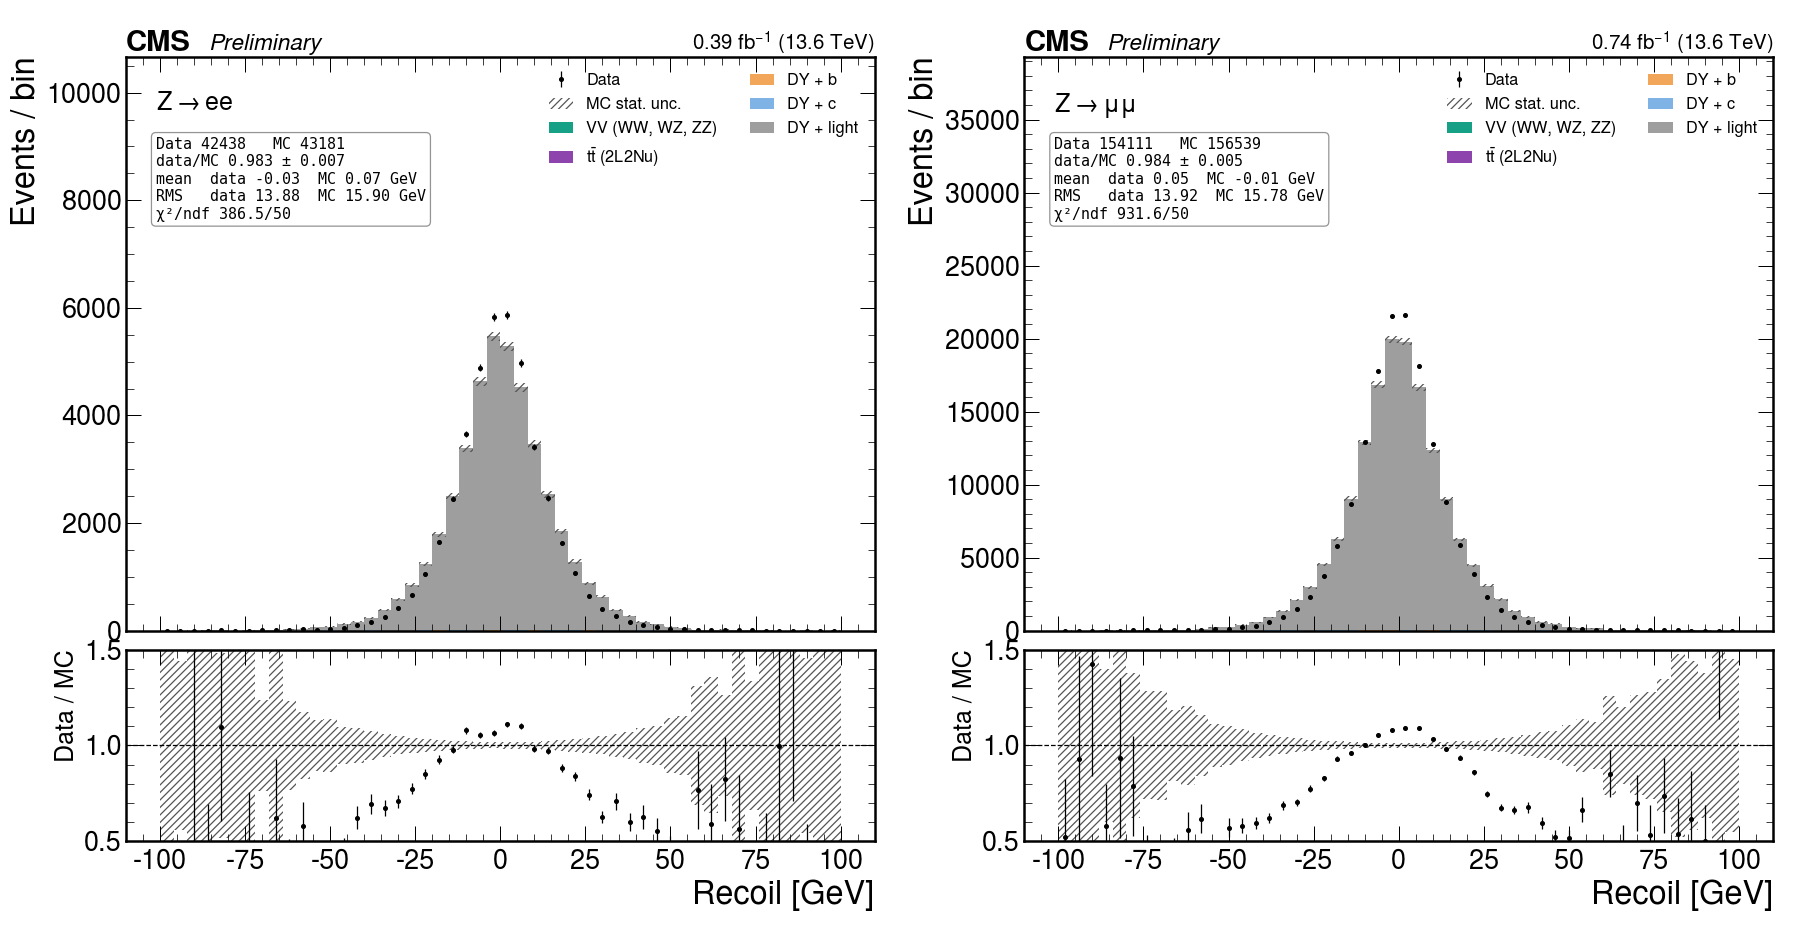 CMS Preliminary 0.39 fb⁻¹ (13.6 TeV)
Events / bin
Z → ee
Data
MC stat. unc.
VV (WW, WZ, ZZ)
tt̄ (2L2Nu)
DY + b
DY + c
DY + light
Data 42438 MC 43181
data/MC 0.983 ± 0.007
mean data -0.03 MC 0.07 GeV
RMS data 13.88 MC 15.90 GeV
χ²/ndf 386.5/50
10000
8000
6000
4000
2000
0
Data / MC
1.5
1.0
0.5
-100 -75 -50 -25 0 25 50 75 100
Recoil [GeV]
CMS Preliminary 0.74 fb⁻¹ (13.6 TeV)
Events / bin
Z → μμ
Data
MC stat. unc.
VV (WW, WZ, ZZ)
tt̄ (2L2Nu)
DY + b
DY + c
DY + light
Data 154111 MC 156539
data/MC 0.984 ± 0.005
mean data 0.05 MC -0.01 GeV
RMS data 13.92 MC 15.78 GeV
χ²/ndf 931.6/50
35000
30000
25000
20000
15000
10000
5000
0
Data / MC
1.5
1.0
0.5
-100 -75 -50 -25 0 25 50 75 100
Recoil [GeV]